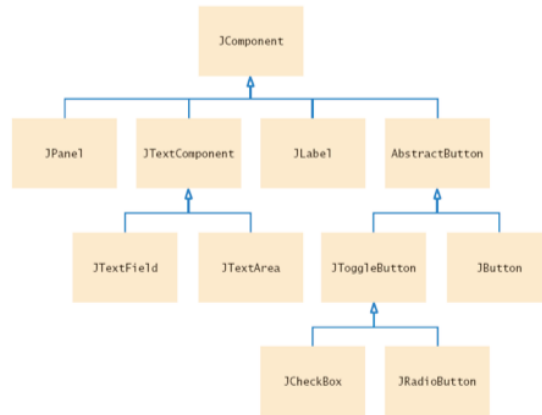 JComponent
JPanel
JTextComponent
JLabel
AbstractButton
JTextField
JTextArea
JToggleButton
JButton
JCheckBox
JRadioButton